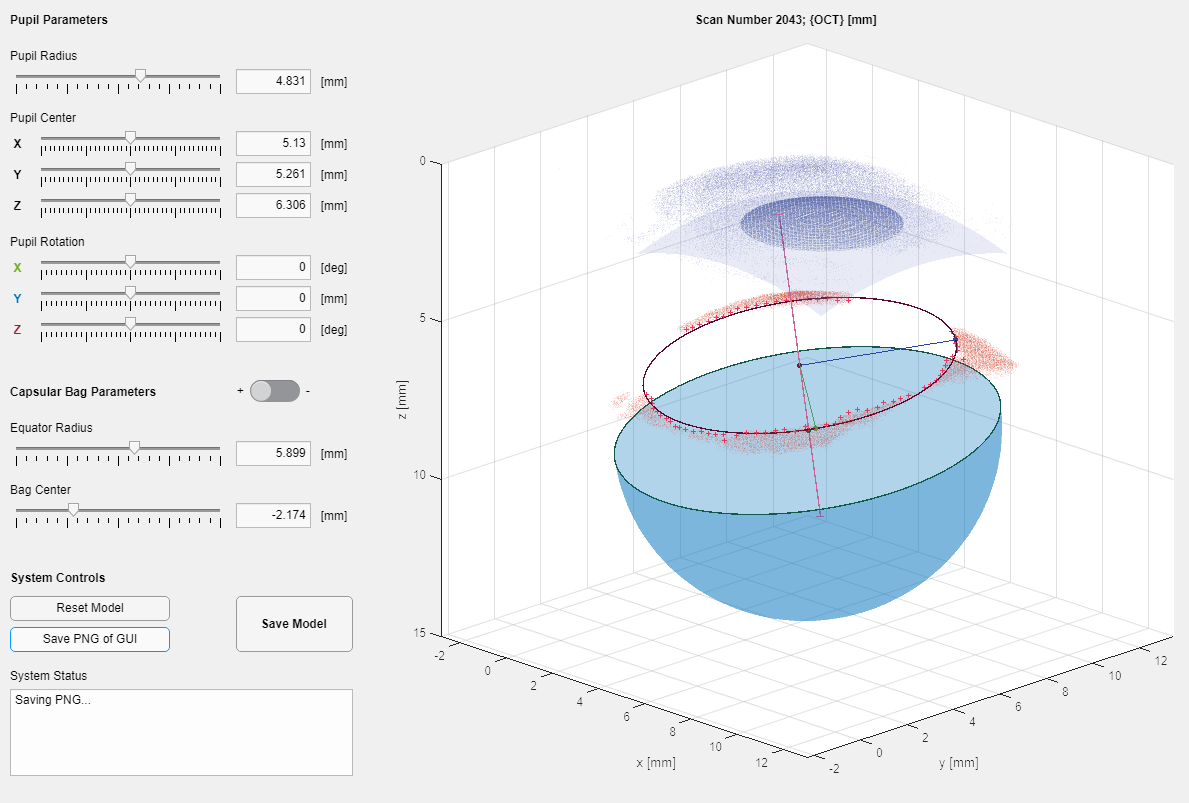 Pupil Parameters
Pupil Radius
4.831 [mm]
Pupil Center
X 5.13 [mm]
Y 5.261 [mm]
Z 6.306 [mm]
Pupil Rotation
X 0 [deg]
Y 0 [mm]
Z 0 [deg]
Capsular Bag Parameters + -
Equator Radius
5.899 [mm]
Bag Center
-2.174 [mm]
System Controls
Reset Model
Save PNG of GUI
Save Model
System Status
Saving PNG...
Scan Number 2043; {OCT} [mm]
0
5
10
15
z [mm]
-2
0
2
4
6
8
10
12
x [mm]
-2
0
2
4
6
8
10
12
y [mm]